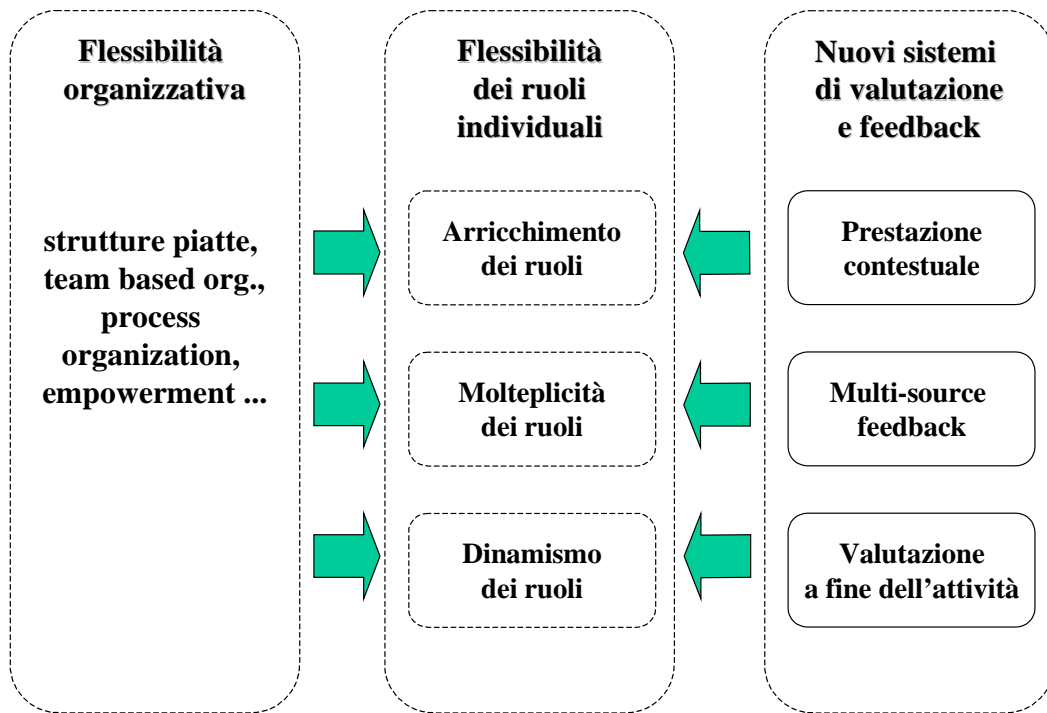 Flessibilità
organizzativa
strutture piatte,
team based org.,
process
organization,
empowerment ...
Flessibilità
dei ruoli
individuali
Arricchimento
dei ruoli
Molteplicità
dei ruoli
Dinamismo
dei ruoli
Nuovi sistemi
di valutazione
e feedback
Prestazione
contestuale
Multi-source
feedback
Valutazione
a fine dell’attività